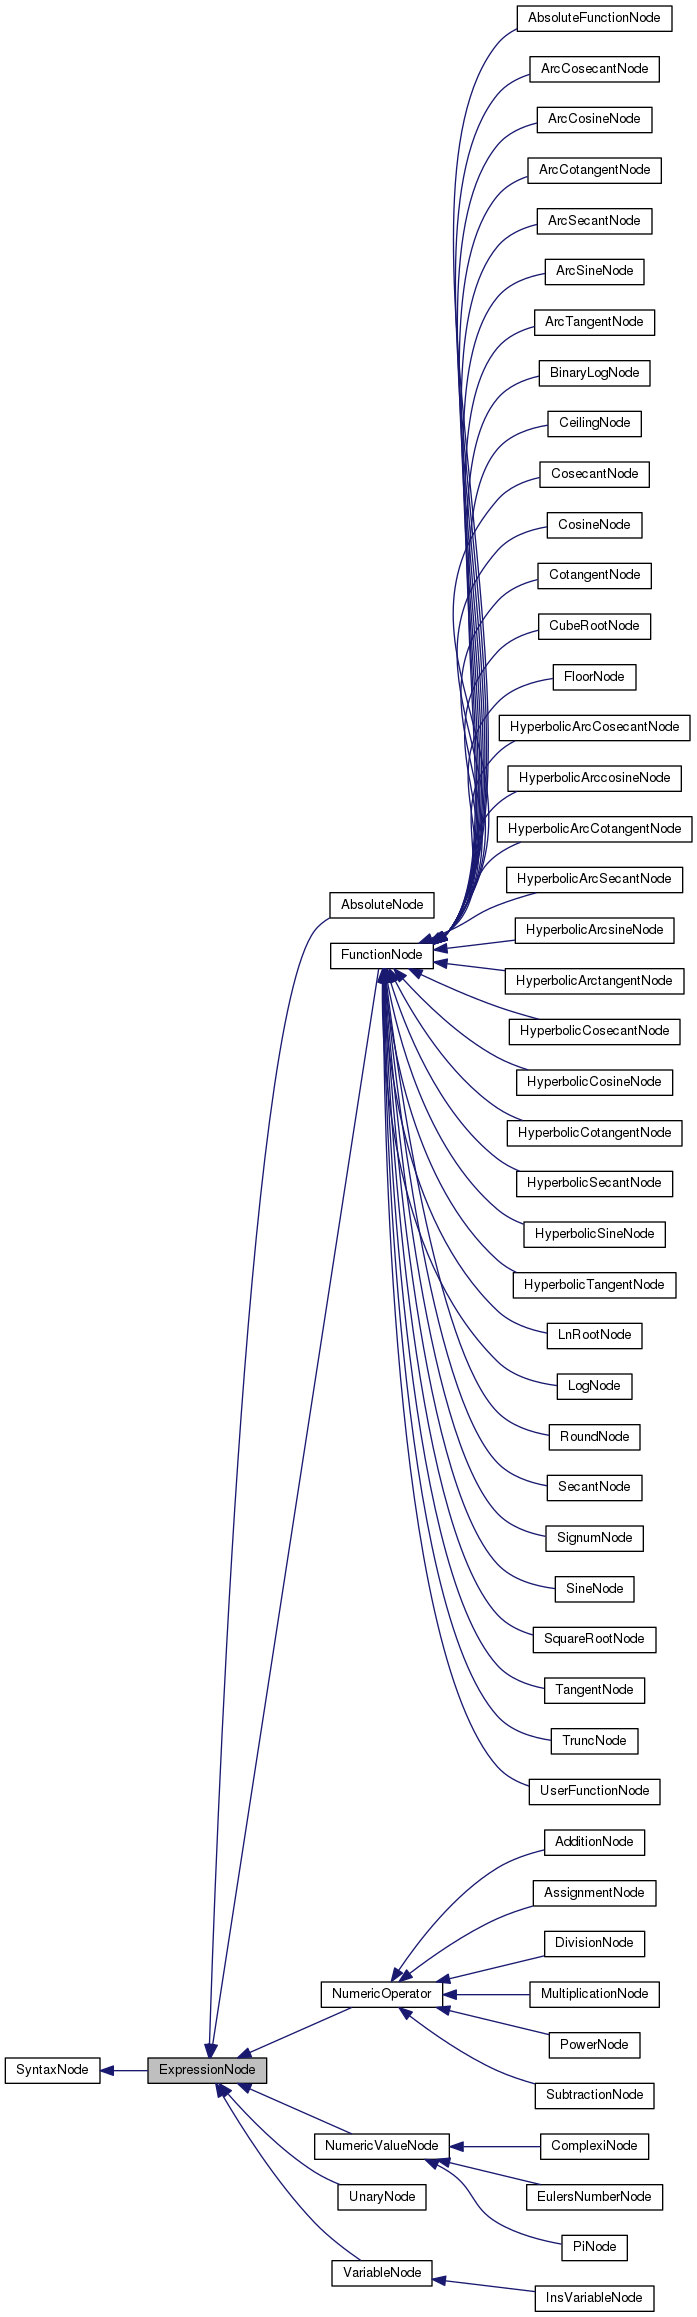 AbsoluteFunctionNode
ArcCosecantNode
ArcCosineNode
ArcCotangentNode
ArcSecantNode
ArcSineNode
ArcTangentNode
BinaryLogNode
CeilingNode
CosecantNode
CosineNode
CotangentNode
CubeRootNode
FloorNode
HyperbolicArcCosecantNode
HyperbolicArccosineNode
HyperbolicArcCotangentNode
HyperbolicArcSecantNode
AbsoluteNode
HyperbolicArcsineNode
FunctionNode
HyperbolicArctangentNode
HyperbolicCosecantNode
HyperbolicCosineNode
HyperbolicCotangentNode
HyperbolicSecantNode
HyperbolicSineNode
HyperbolicTangentNode
LnRootNode
LogNode
RoundNode
SecantNode
SignumNode
SineNode
SquareRootNode
TangentNode
TruncNode
UserFunctionNode
AdditionNode
AssignmentNode
DivisionNode
NumericOperator
MultiplicationNode
PowerNode
SyntaxNode
ExpressionNode
SubtractionNode
NumericValueNode
ComplexiNode
UnaryNode
EulersNumberNode
PiNode
VariableNode
InsVariableNode